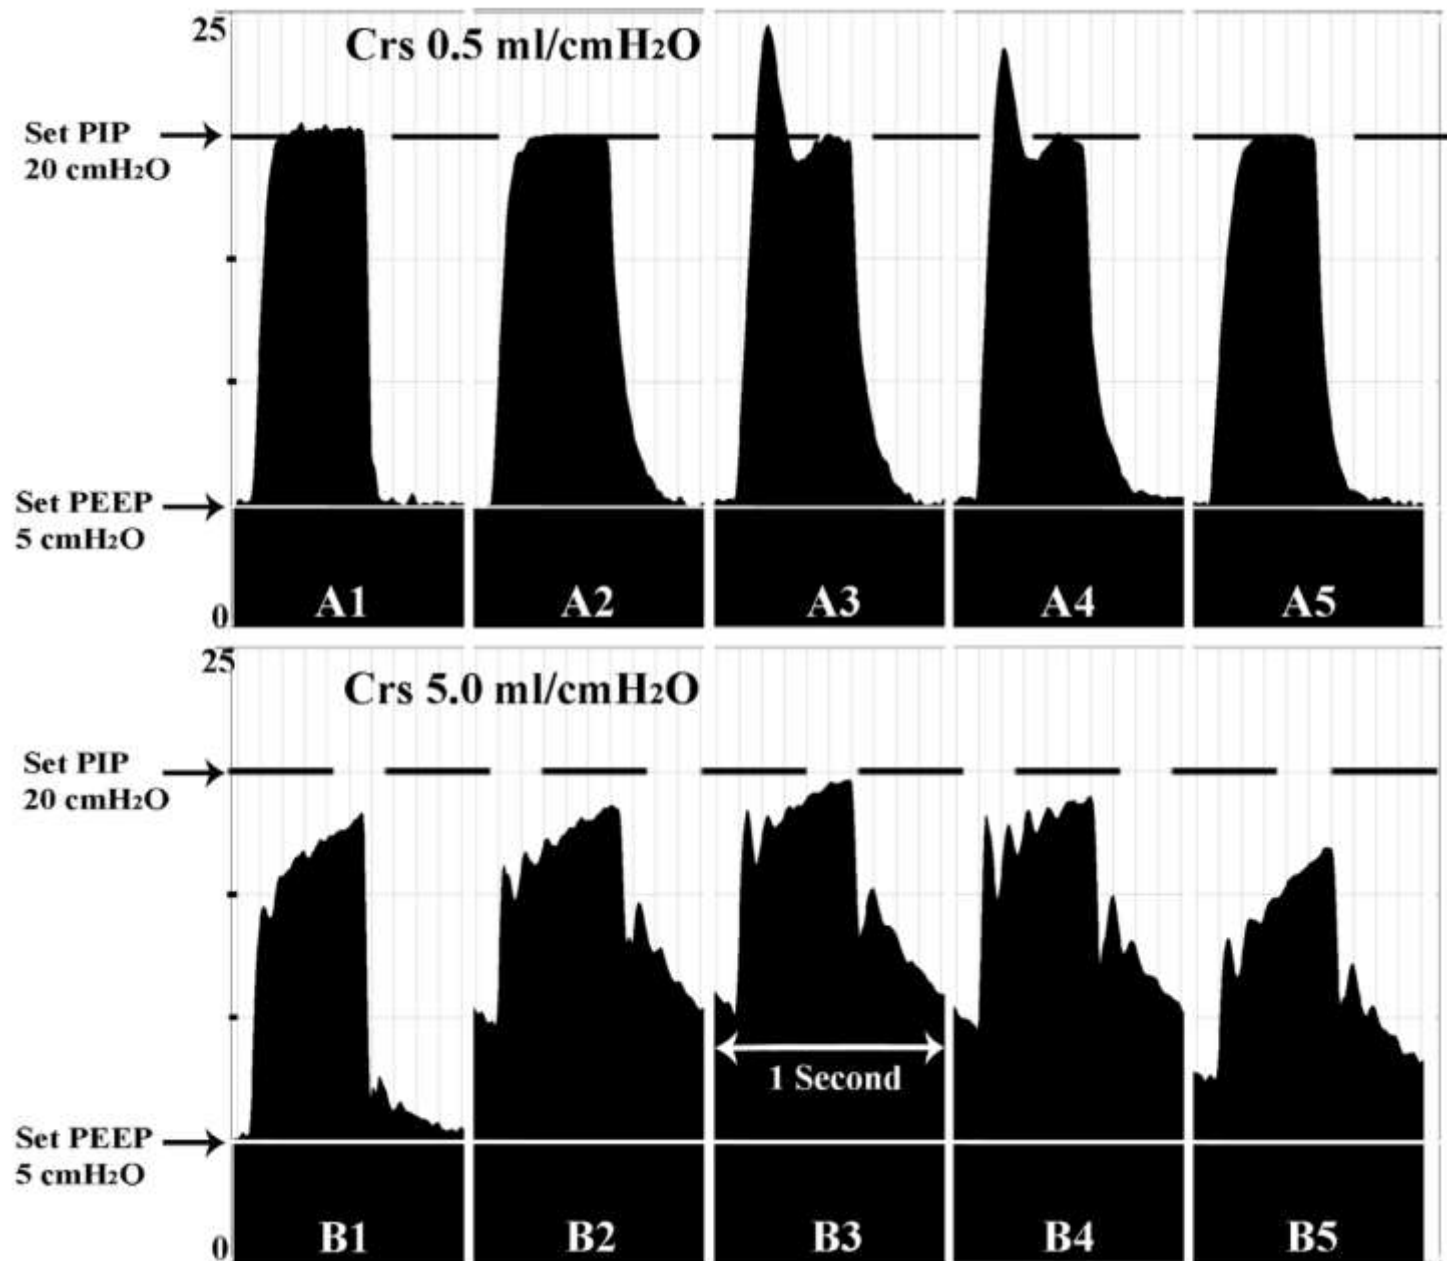 25
Crs 0.5 ml/cmH2O
Set PIP
20 cmH2O
Set PEEP
5 cmH2O
0
A1
A2
A3
A4
A5
25
Crs 5.0 ml/cmH2O
Set PIP
20 cmH2O
1 Second
Set PEEP
5 cmH2O
0
B1
B2
B3
B4
B5